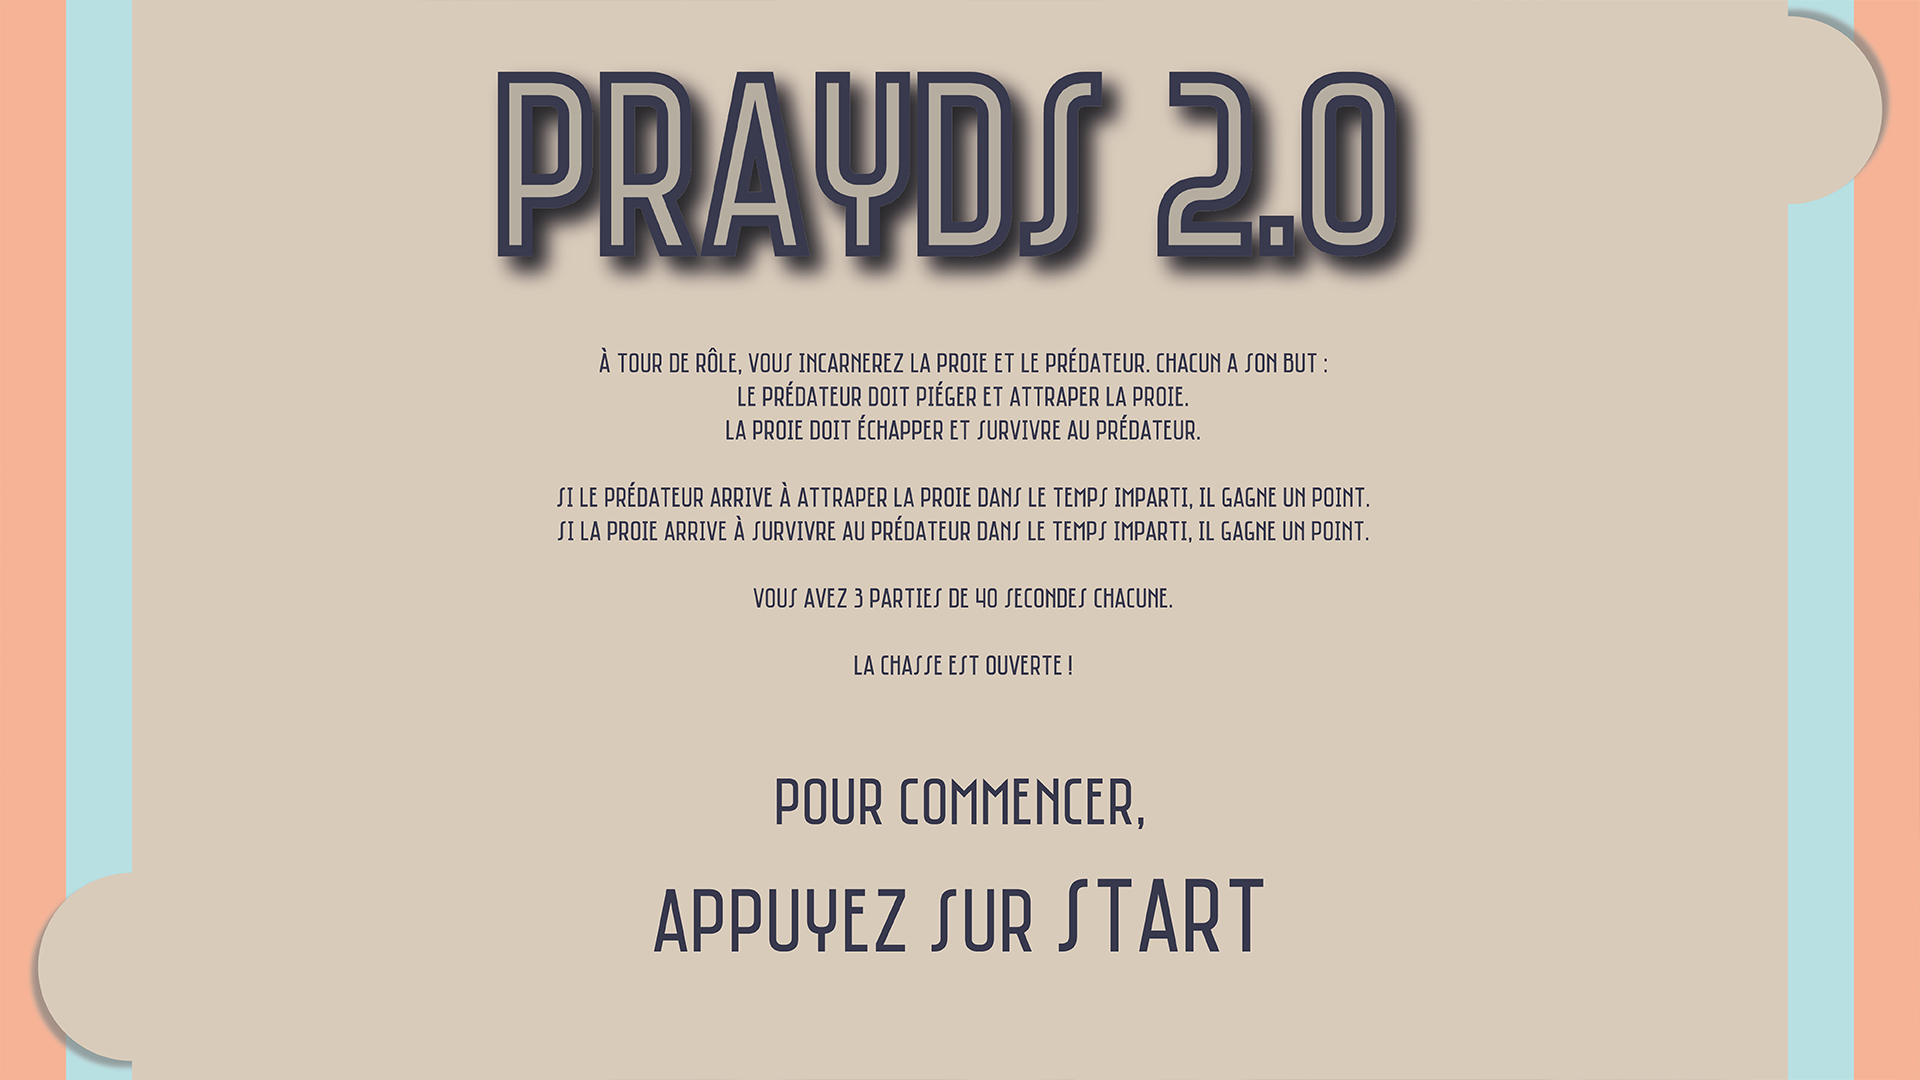 PRAYDS 2.0
À TOUR DE RÔLE, VOUS INCARNEREZ LA PROIE ET LE PRÉDATEUR. CHACUN A SON BUT :
LE PRÉDATEUR DOIT PIÉGER ET ATTRAPER LA PROIE.
LA PROIE DOIT ÉCHAPPER ET SURVIVRE AU PRÉDATEUR.
SI LE PRÉDATEUR ARRIVE À ATTRAPER LA PROIE DANS LE TEMPS IMPARTI, IL GAGNE UN POINT.
SI LA PROIE ARRIVE À SURVIVRE AU PRÉDATEUR DANS LE TEMPS IMPARTI, IL GAGNE UN POINT.
VOUS AVEZ 3 PARTIES DE 40 SECONDES CHACUNE.
LA CHASSE EST OUVERTE !
POUR COMMENCER,
APPUYEZ SUR START